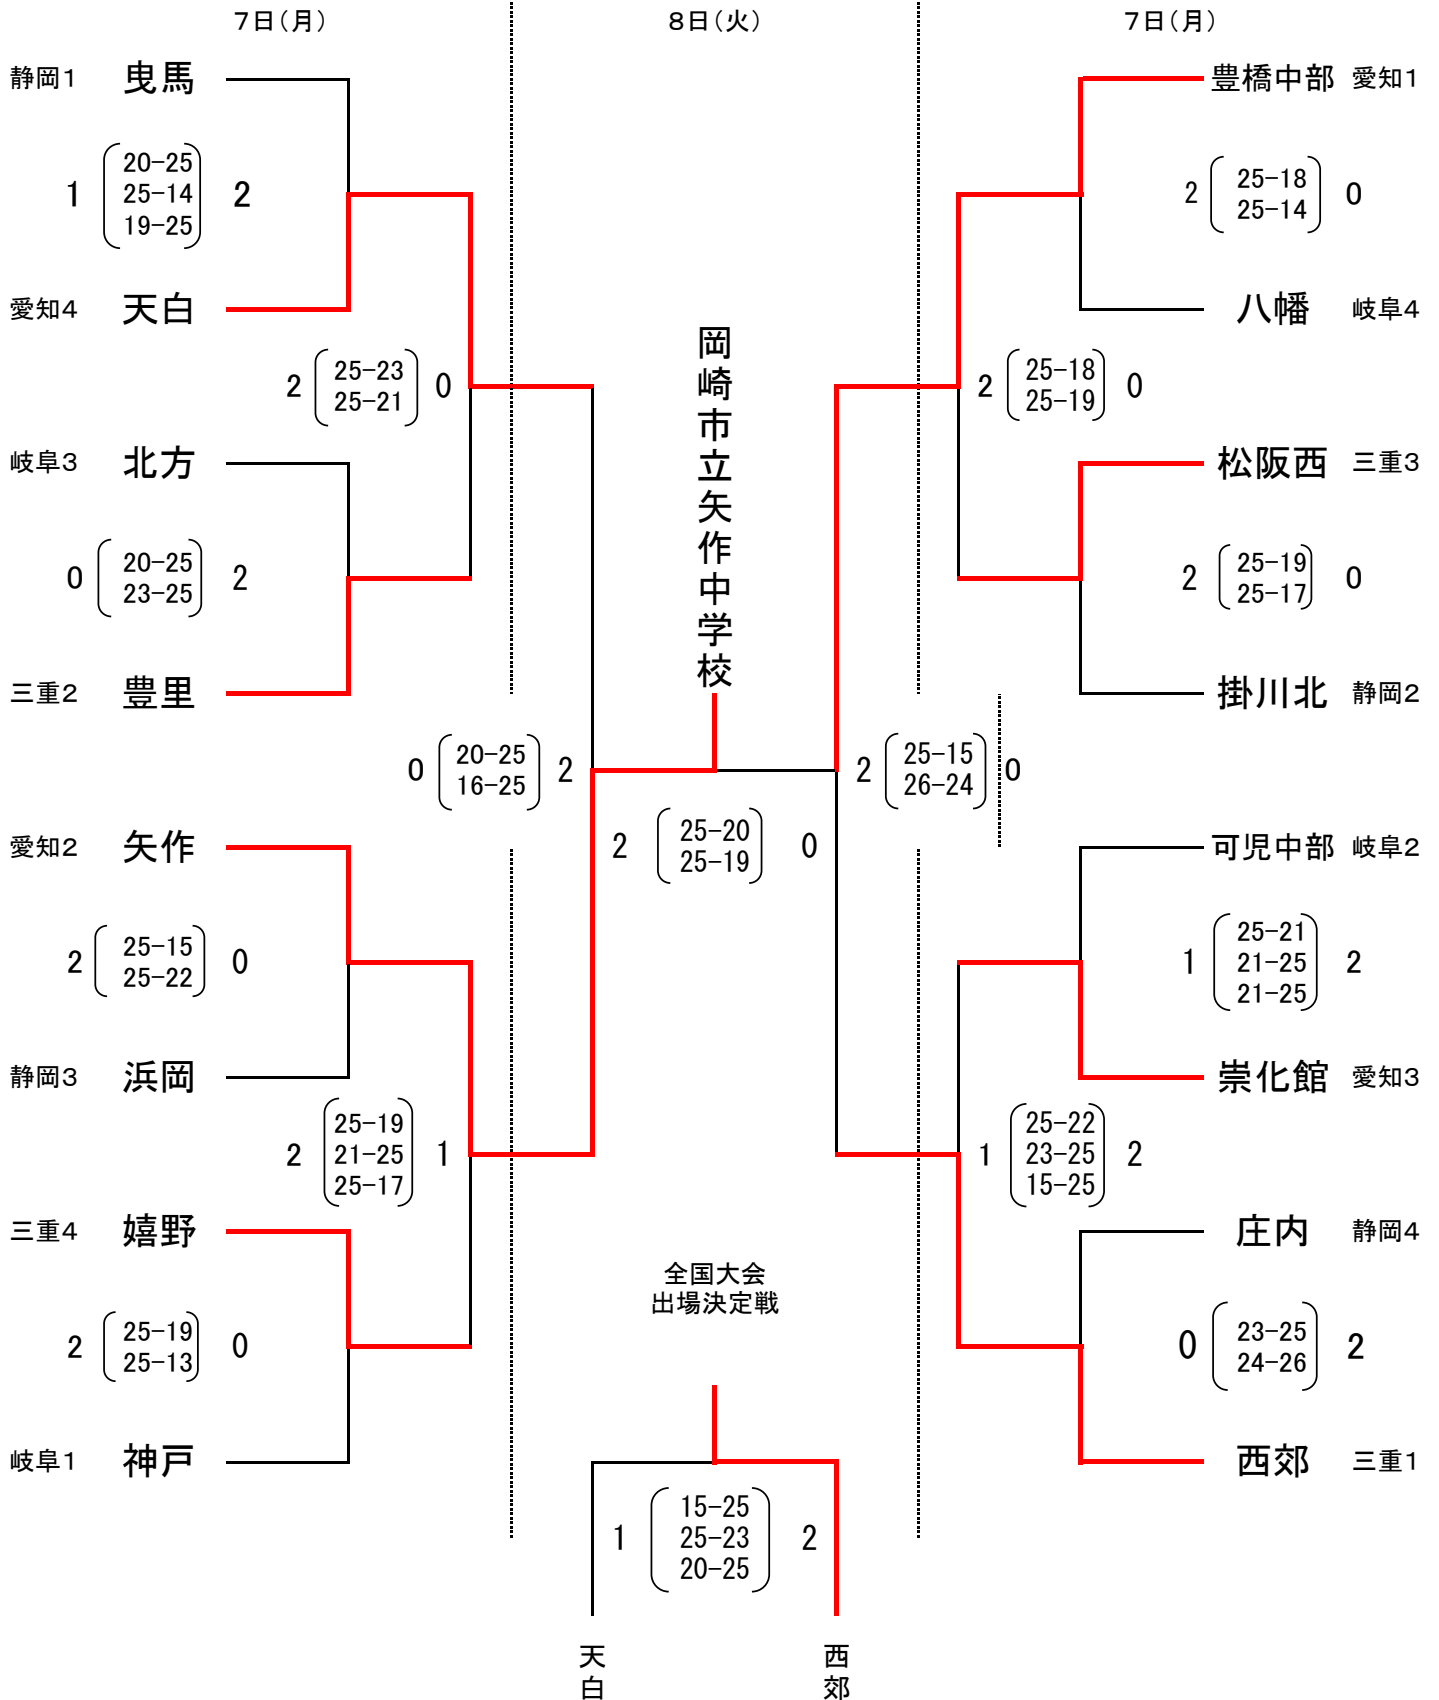 7日（月）
8日（火）
7日（月）
静岡1 曳馬
1 20−25 2
25−14
19−25
愛知4 天白
2 25−23 0
25−21
岐阜3 北方
0 20−25 2
23−25
三重2 豊里
0 20−25 2
16−25
愛知2 矢作
2 25−15 0
25−22
静岡3 浜岡
2 25−19 1
21−25
25−17
三重4 嬉野
2 25−19 0
25−13
岐阜1 神戸
岡崎市立矢作中学校
2 25−20 0
25−19
全国大会
出場決定戦
1 15−25 2
25−23
20−25
天白
西郊
豊橋中部 愛知1
2 25−18 0
25−14
八幡 岐阜4
2 25−18 0
25−19
松阪西 三重3
2 25−19 0
25−17
掛川北 静岡2
2 25−15 0
26−24
可児中部 岐阜2
1 25−21 2
21−25
21−25
崇化館 愛知3
1 25−22 2
23−25
15−25
庄内 静岡4
0 23−25 2
24−26
西郊 三重1